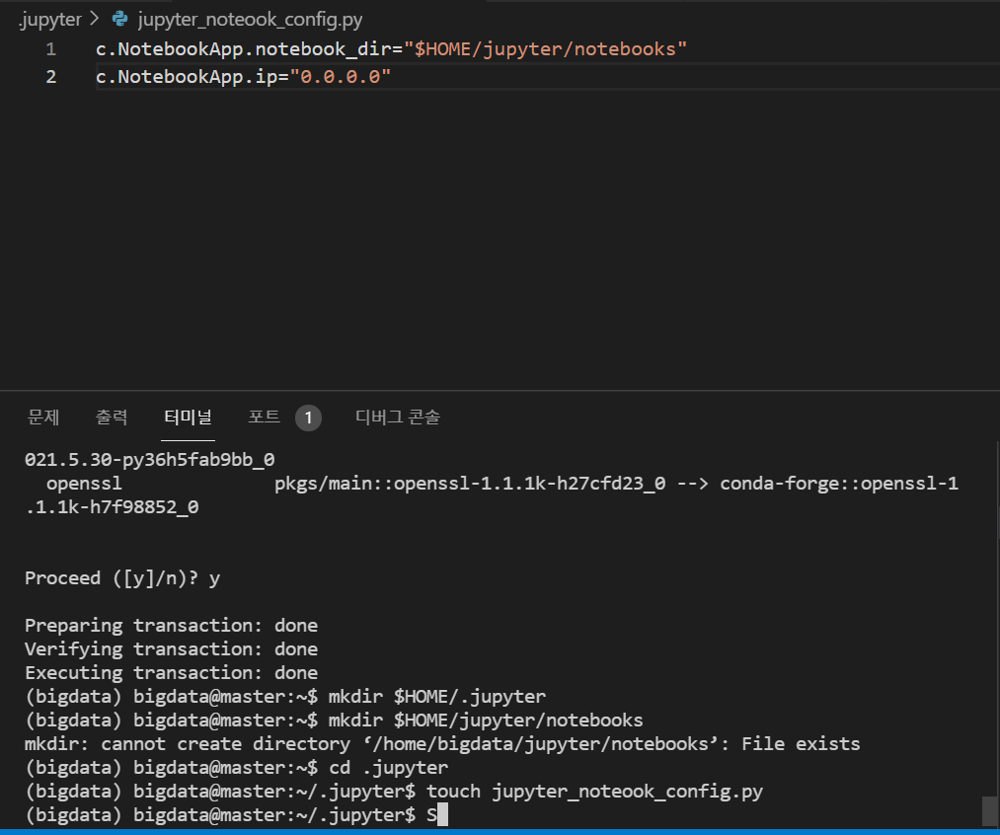 .jupyter > jupyter_noteook_config.py
1 c.NotebookApp.notebook_dir="$HOME/jupyter/notebooks"
2 c.NotebookApp.ip="0.0.0.0"
문제 출력 터미널 포트 1 디버그 콘솔
021.5.30-py36h5fab9bb_0
openssl pkgs/main::openssl-1.1.1k-h27cfd23_0 --> conda-forge::openssl-1
.1.1k-h7f98852_0
Proceed ([y]/n)? y
Preparing transaction: done
Verifying transaction: done
Executing transaction: done
(bigdata) bigdata@master:~$ mkdir $HOME/.jupyter
(bigdata) bigdata@master:~$ mkdir $HOME/jupyter/notebooks
mkdir: cannot create directory ‘/home/bigdata/jupyter/notebooks’: File exists
(bigdata) bigdata@master:~$ cd .jupyter
(bigdata) bigdata@master:~/.jupyter$ touch jupyter_noteook_config.py
(bigdata) bigdata@master:~/.jupyter$ S